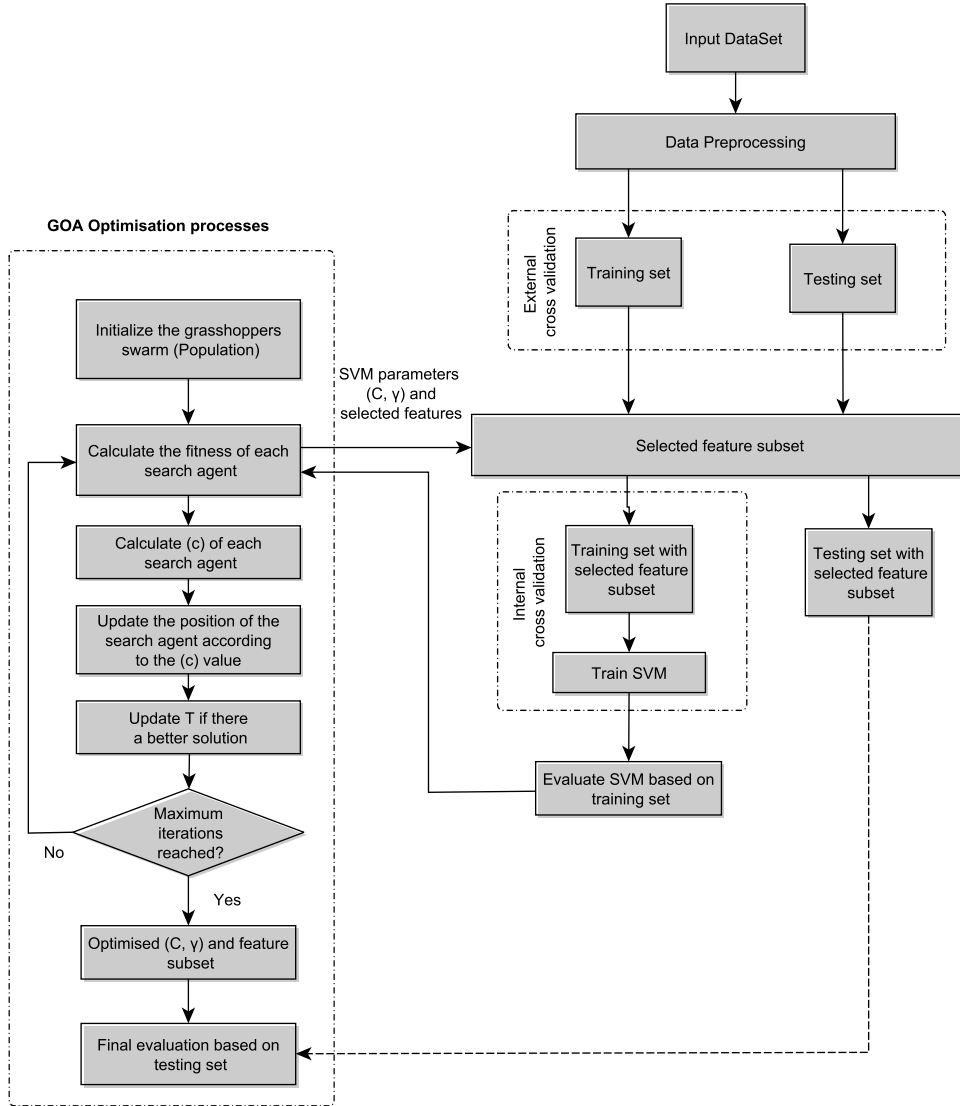 Input DataSet
Data Preprocessing
External
cross validation
Training set
Testing set
GOA Optimisation processes
Initialize the grasshoppers
swarm (Population)
SVM parameters
(C, γ) and
selected features
Calculate the fitness of each
search agent
Selected feature subset
Calculate (c) of each
search agent
Internal
cross validation
Training set with
selected feature
subset
Testing set with
selected feature
subset
Update the position of the
search agent according
to the (c) value
Train SVM
Update T if there
a better solution
Evaluate SVM based on
training set
Maximum
iterations
reached?
No
Yes
Optimised (C, γ) and feature
subset
Final evaluation based on
testing set